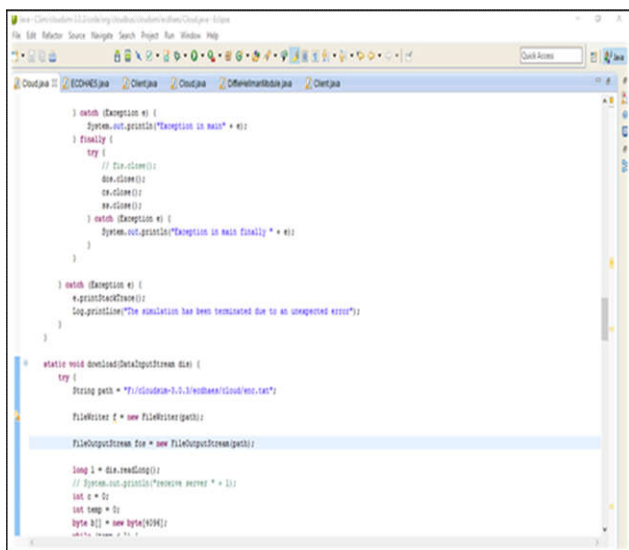 File Edit Refactor Source Navigate Search Project Run Window Help
Quick Access
Java
Cloud.java ECDHAES.java Client.java Cloud.java DiffieHellmanModule.java Client.java
} catch (Exception e) {
System.out.println("Exception in main" + e);
} finally {
try {
// fis.close();
dos.close();
cs.close();
ss.close();
} catch (Exception e) {
System.out.println("Exception in main finally " + e);
}
}
} catch (Exception e) {
e.printStackTrace();
Log.printLine("The simulation has been terminated due to an unexpected error");
}
}
static void download(DataInputStream dis) {
try {
String path = "F:/cloudsim-3.0.3/ecdhaes/cloud/enc.txt";
FileWriter f = new FileWriter(path);
FileOutputStream fos = new FileOutputStream(path);
long l = dis.readLong();
// System.out.println("receive server " + l);
int c = 0;
int temp = 0;
byte b[] = new byte[4096];